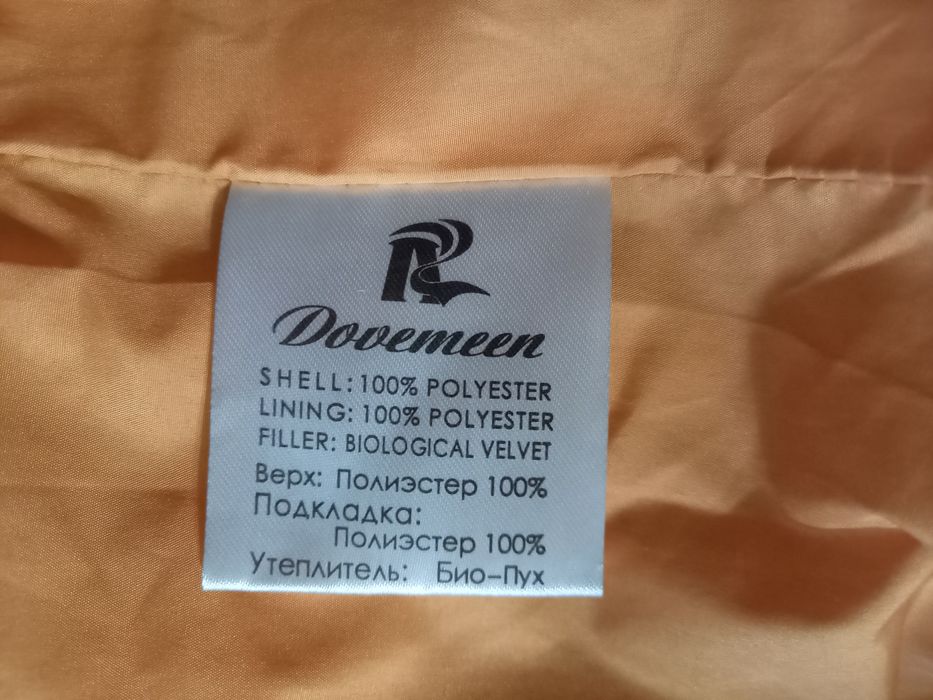 Dovemeen
SHELL: 100% POLYESTER
LINING: 100% POLYESTER
FILLER: BIOLOGICAL VELVET
Верх: Полиэстер 100%
Подкладка:
Полиэстер 100%
Утеплитель: Био-Пух